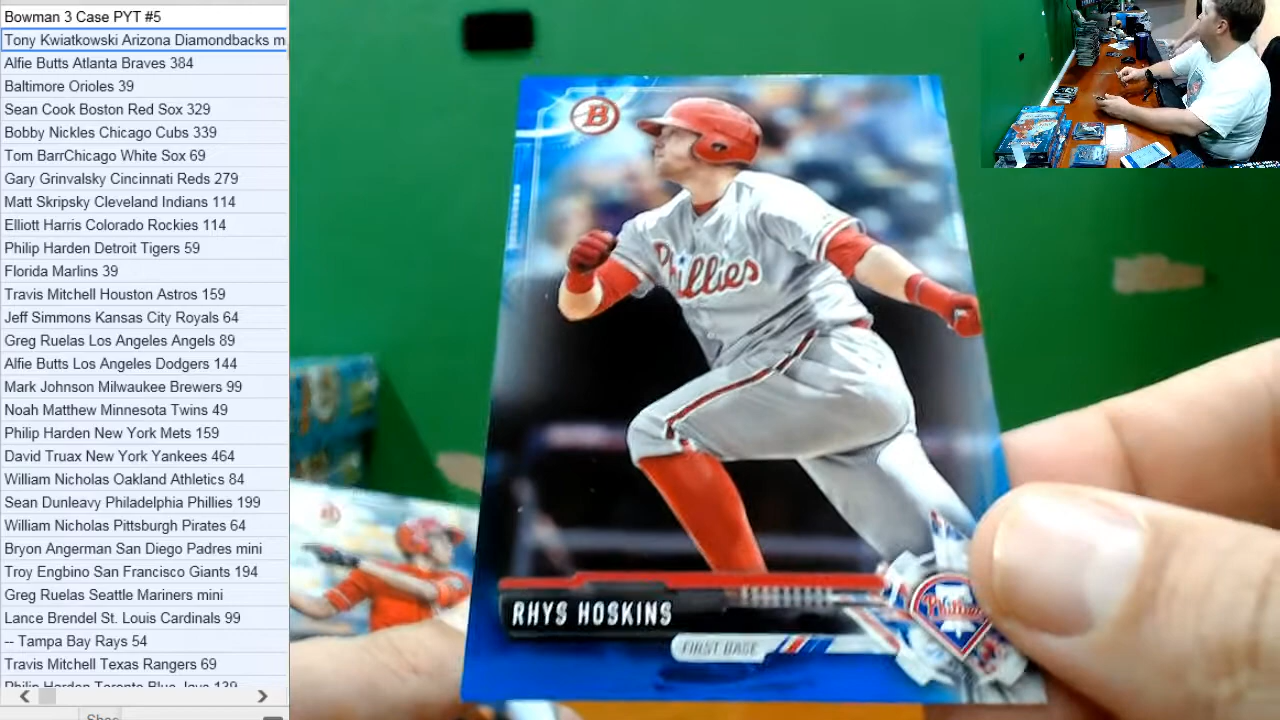 Bowman 3 Case PYT #5
Tony Kwiatkowski Arizona Diamondbacks m
Alfie Butts Atlanta Braves 384
Baltimore Orioles 39
Sean Cook Boston Red Sox 329
Bobby Nickles Chicago Cubs 339
Tom BarrChicago White Sox 69
Gary Grinvalsky Cincinnati Reds 279
Matt Skripsky Cleveland Indians 114
Elliott Harris Colorado Rockies 114
Philip Harden Detroit Tigers 59
Florida Marlins 39
Travis Mitchell Houston Astros 159
Jeff Simmons Kansas City Royals 64
Greg Ruelas Los Angeles Angels 89
Alfie Butts Los Angeles Dodgers 144
Mark Johnson Milwaukee Brewers 99
Noah Matthew Minnesota Twins 49
Philip Harden New York Mets 159
David Truax New York Yankees 464
William Nicholas Oakland Athletics 84
Sean Dunleavy Philadelphia Phillies 199
William Nicholas Pittsburgh Pirates 64
Bryon Angerman San Diego Padres mini
Troy Engbino San Francisco Giants 194
Greg Ruelas Seattle Mariners mini
Lance Brendel St. Louis Cardinals 99
-- Tampa Bay Rays 54
Travis Mitchell Texas Rangers 69
Philip Harden Toronto Blue Jays 139
B
Phillies
RHYS HOSKINS
FIRST BASE
Phillies